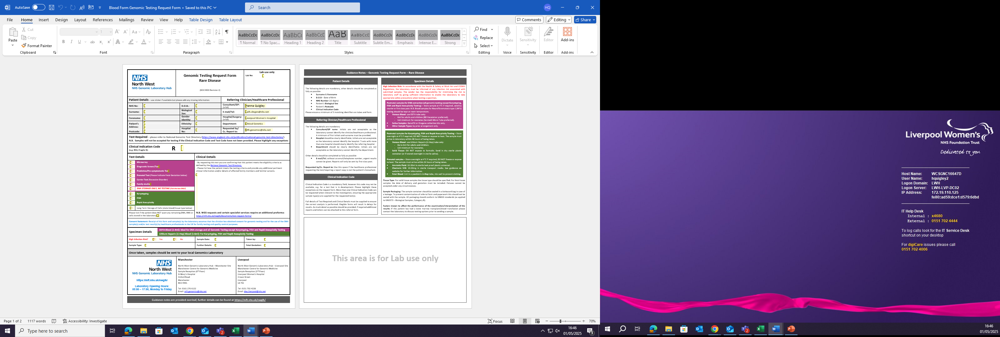 AutoSave
Blood Form Genomic Testing Request Form • Saved to this PC
Search
HQ
File Home Insert Design Layout References Mailings Review View Help Table Design Table Layout
Comments Editing Share
Paste
Cut
Copy
Format Painter
Find
Replace
Select
Dictate Sensitivity Editor Add-ins
¶ Normal ¶ No Spac... Heading 1 Heading 2 Title Subtitle Subtle Em... Emphasis Intense E... Strong
Clipboard Font Paragraph Styles Editing Voice Sensitivity Editor Add-ins
NHS
North West
NHS Genomic Laboratory Hub
Genomic Testing Request Form
Rare Disease
(DOC4900 Revision 2)
Lab use only
Lab No:
Patient Details – use sticker if available but please add any missing information
Referring Clinician/Healthcare Professional
NHS No: D.O.B.: Consultant/GP: (in full) Hanna Quigley
Surname: Biological Sex: E-mail/Tel: lwft.clingen@nhs.net
Forename: Gender Identity: Hospital/Surgery: (in full) Liverpool Women's Hospital
Patient's Address: Ethnicity: Department: Clinical Genetics
Postcode: Hospital No: Requested by/ Cc. Report to: Mft.genomics@nhs.net
Test Required – please refer to National Genomic Test Directory (https://www.england.nhs.uk/publication/national-genomic-test-directories/).
N.B. Samples will not be accepted for testing if the Clinical Indication Code and Test Code have not been provided. Please highlight any exceptions
Clinical Indication Code
(e.g. R53, Fragile X):
R
Test Details
Clinical Details
Microarray
Diagnostic Screen/Test
Predictive/Pre-symptomatic Test
Prenatal Test (Please Indicate Fetal Gestation below)
Carrier Test (Recessive Disorder)
Family studies
DNA STORAGE ONLY, NO TESTING (Tick this box ONLY)
Karyotyping
FISH
Rapid Aneuploidy
Long Term Storage of Cells (state blood/tissue type below)
Please tick if the patient does NOT want any remaining DNA, RNA or
cells stored in the laboratory
- By requesting this test you are confirming that this patient meets the eligibility criteria as
defined by the National Genomic Test Directory.
- Please list how the patient meets the testing criteria and provide any additional pertinent
clinical information and/or details of affected family members and familial variants.
N.B. WGS requests and certain specialist services require an additional proforma:
https://mft.nhs.uk/nwglh/documents/test-request-forms/
Consent Statement: Receipt of this form and sample(s) by the laboratory assumes that the clinician has obtained consent for genomic testing and for the use of the DNA
sample(s) and/or test result(s) by healthcare professionals in the UK for family testing and quality control purposes.
Specimen Details
EDTA Blood (1-4ml): Ideal for DNA storage and all Genomic Testing except Karyotyping, FISH and Rapid Aneuploidy Testing
Lithium Heparin (Li-Hep) Blood (2-6ml): For Karyotyping, FISH and Rapid Aneuploidy Testing
High Infection Risk? Yes No Sample Date: Taken by:
Sample Type: Further Details: Fetal Gestation:
Once taken, samples should be sent to your local Genomics Laboratory
NHS
North West
NHS Genomic Laboratory Hub
https://mft.nhs.uk/nwglh/
Laboratory Opening Hours:
09:00 – 17:00, Monday to Friday
Manchester
North West Genomic Laboratory Hub – Manchester Site
Manchester Centre for Genomic Medicine
Sample Reception (6th Floor)
St Mary's Hospital
Oxford Road
Manchester
M13 9WL
Tel: 0161 276 6122
Email: mft.genomics@nhs.net
Liverpool
North West Genomic Laboratory Hub – Liverpool Site
Manchester Centre for Genomic Medicine
Sample Reception (2nd Floor)
Liverpool Women's Hospital
Crown Street
Liverpool
L8 7SS
Tel: 0151 702 4228
Email: dna.liverpool@nhs.net
Guidance notes are provided overleaf, further details can be found at https://mft.nhs.uk/nwglh/
Guidance Notes – Genomic Testing Request Form – Rare Disease
Patient Details
The following details are mandatory, other details should be completed as
fully as possible:
• Surname & Forename
• D.O.B – Date of Birth
• NHS Number (10 digits)
• Patient's Biological Sex
• Patient's Postcode
• Clinical Indication Code
Please ensure a minimum of 3 matching identifiers on tubes and form.
Referring Clinician/Healthcare Professional
The following details are mandatory:
• Consultant/GP name: initials are not acceptable as the
laboratory cannot identify the clinician/healthcare professional.
A minimum of first initials and surname must be provided.
• Hospital should be clearly identifiable; initials are not acceptable
as the laboratory cannot identify the hospital. Trusts with more
than one hospital should clearly identify the referring hospital.
• Department should be clearly identifiable; initials are not
acceptable as the laboratory cannot identify the department.
Other details should be completed as fully as possible:
• E-mail/Tel: without an email/telephone number, urgent results
cannot be given. Reports will only be sent by first class post.
Requested by/Cc. Report to: Use this space if the healthcare professional
requesting the test/requiring a report copy is not the patient's Consultant.
Clinical Indication Code
Clinical Indication Code is a mandatory field, however this code may not be
available, e.g. for a test that is in development. Please highlight these
exceptions on the request form. More than one Clinical Indication Code can
be requested when relevant to the investigation, ensuring the appropriate
sample type(s) are supplied for the requested test(s).
Full details of Test Required and Clinical Details must be supplied to ensure
the correct analysis is performed. Illegible forms will result in delays for
results. As much detail as possible should be provided, if required additional
reports and letters can be attached to this referral form.
Specimen Details
High Infection Risk: In accordance with the Health & Safety at Work Act and COSHH
Regulations, the laboratory must be informed of any infection risk associated with
submitted samples. The sender has the responsibility for minimising the risk to
laboratory staff by giving sufficient information to enable the laboratory to take
appropriate safety precautions when testing a specimen.
Postnatal samples for DNA extraction (all genomic testing except Karyotyping,
FISH and Rapid Aneuploidy Testing) – Store sample at 4°C if required, send by
courier or first class post. N.B. Blood samples for Neurofibromatosis type 1 (NF1)
testing should be kept at room temperature.
• Venous Blood: use EDTA tube only:
- 4ml for adults and children (BD Vacutainer preferred).
- 1ml minimum for neonates (Sarstedt Micro Tube preferred).
• Saliva Samples: GeneFiX or Oragene collection kits only.
• Other Sample Types: by prior arrangement only.
Postnatal samples for Karyotyping, FISH and Rapid Aneuploidy Testing – Store
overnight at 4°C if required, DO NOT freeze or expose to heat. The sample must
arrive in laboratory within 48 hours of being taken.
• Venous Blood: use Lithium Heparin (Li-Hep) tube only:
- Up to 6ml for adults and children.
- 1ml minimum for neonates.
• Solid Tissue: DO NOT expose to formalin. Send in dry sterile plastic
container (or if stored overnight in sterile saline).
Prenatal samples – Store overnight at 4°C if required, DO NOT freeze or expose
to heat. The sample must arrive within 24 hours of being taken.
• Amniotic Fluid: 10-20ml in sterile leak proof plastic universal.
• Chorionic Villi: 10-30mg in sterile transport media. See guidance on
website for further information.
• Fetal Blood: 1ml in a paediatric Li-Hep tube, mix well to prevent clotting.
Tissue Type: For solid tissue samples the tissue type should be specified. For fetal tissue
samples the date of delivery and gestation must be included. Fetuses cannot be
accepted under any circumstances.
Sample Packaging: The sample container should be sealed in a biohazard bag in case of
a leakage. To prevent contamination of referral form and paperwork this should not be
sealed with the sample. All packaging should conform to UN650 standards (as applied
to UN3373 – Biological Samples, Category B).
Factors known to affect the performance of the examination/interpretation of the
results: If this patient has had a bone marrow transplant/blood transfusion please
contact the laboratory to discuss testing options prior to sending a sample.
This area is for Lab use only
Page 1 of 2 1117 words Accessibility: Investigate
Focus 70%
Type here to search
16:46
01/05/2025
Liverpool Women's
NHS Foundation Trust
Dedicated to you
Host Name: WCSGNC16647D
User Name: hquigley2
Logon Domain: LWH
Logon Server: LWH-LVP-DC02
IP Address: 172.19.110.125
fe80::ad59:dce1:d579:6dbd
IT Help Desk
Internal : x4680
External : 0151 702 4444
To log calls look for the IT Service Desk
shortcut on your desktop
For digiCare issues please call
0151 702 4006
16:46
01/05/2025